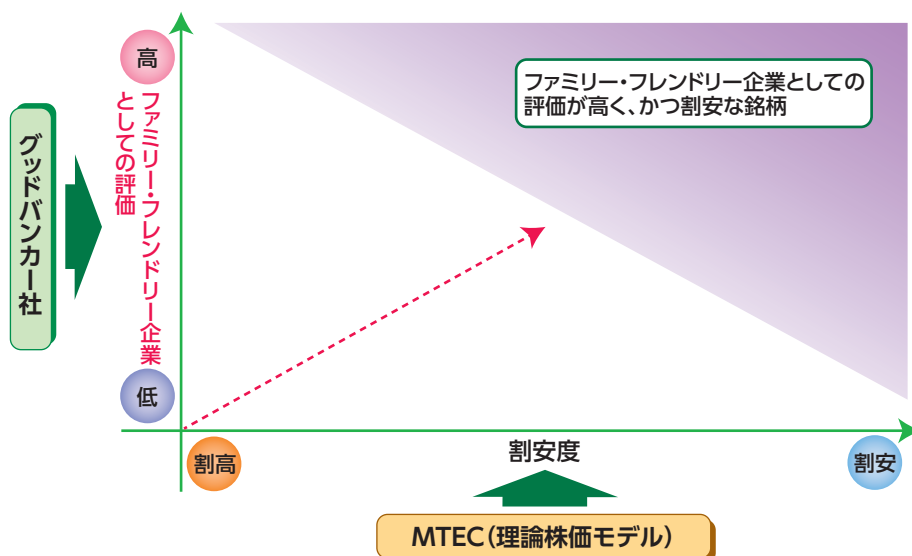 高
ファミリー・フレンドリー企業としての
評価が高く、かつ割安な銘柄
グッドバンカー社
ファミリー・フレンドリー企業
としての評価
低
割高
割安度
割安
MTEC(理論株価モデル)